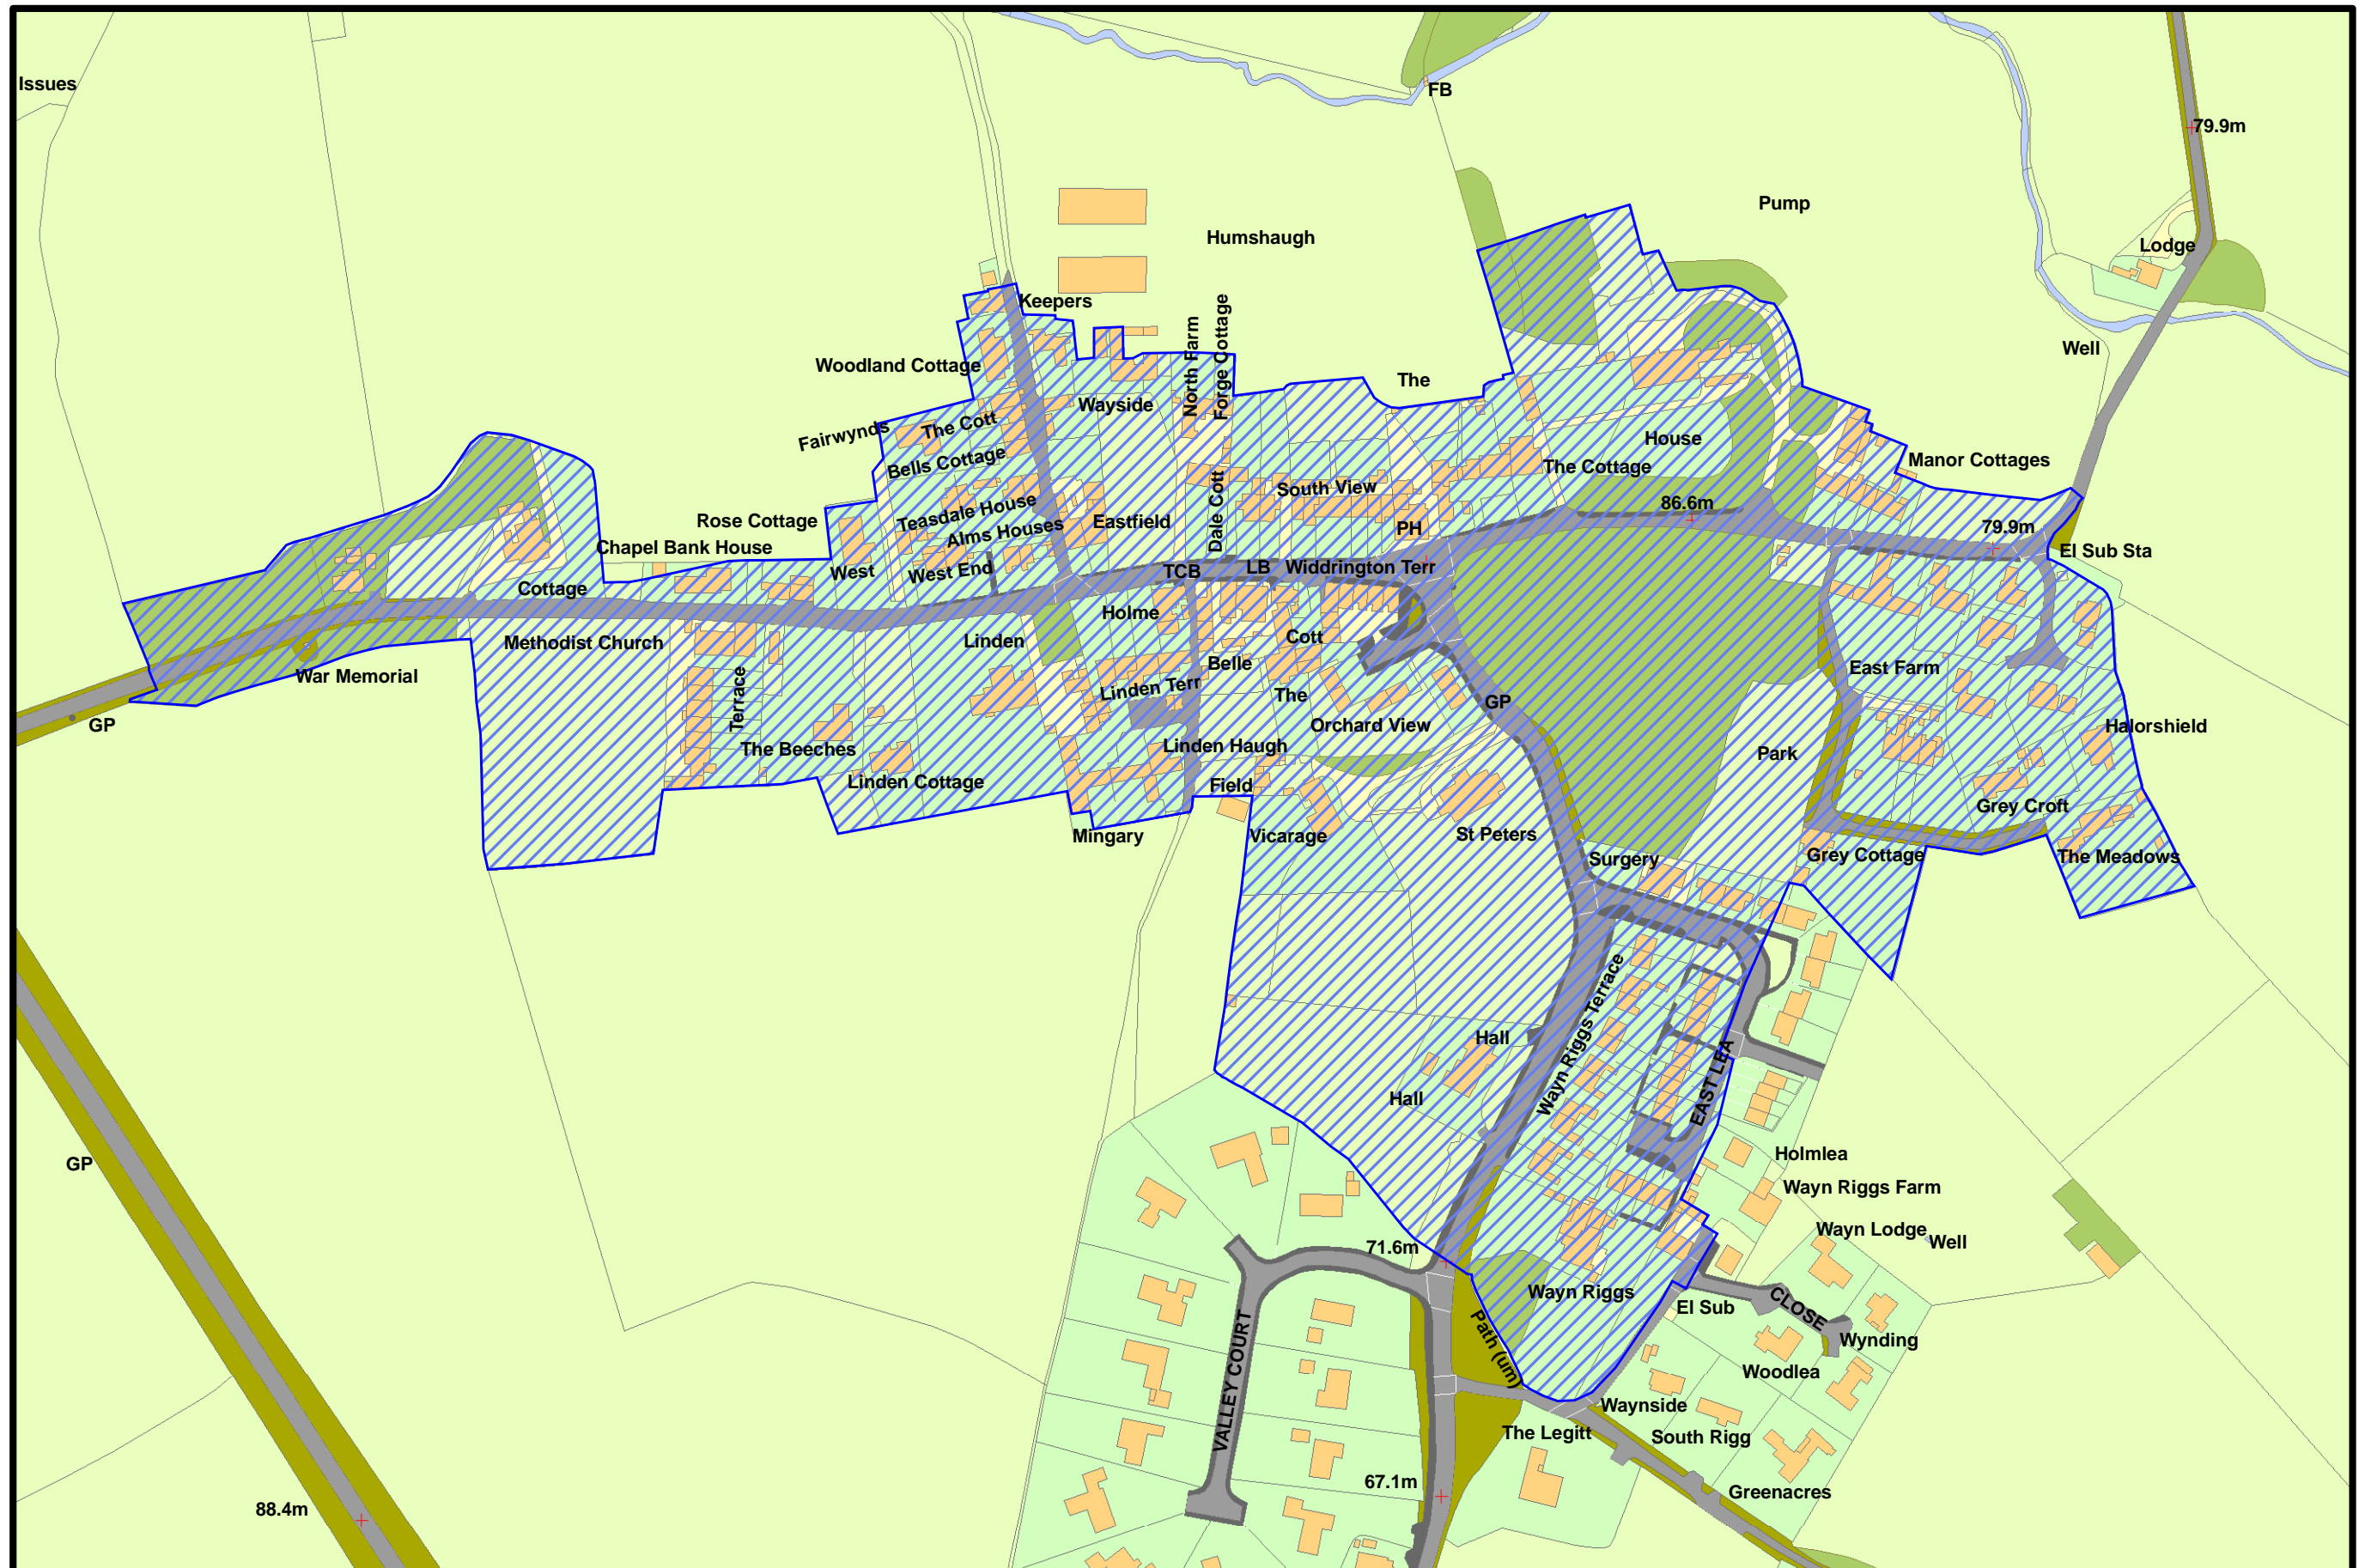 Issues
FB
79.9m
Pump
Humshaugh
Lodge
Keepers
Well
Woodland Cottage
The
Wayside
North Farm
Forge Cottage
Fairwynds
The Cott
House
Bells Cottage
The Cottage
Manor Cottages
South View
Teasdale House
86.6m
Rose Cottage
Alms Houses
Eastfield
Dale Cott
PH
79.9m
Chapel Bank House
El Sub Sta
West
West End
TCB
LB
Widdrington Terr
Cottage
Holme
Methodist Church
Linden
Cott
Belle
East Farm
War Memorial
Terrace
Linden Terr
The
GP
GP
Orchard View
Halorshield
The Beeches
Linden Haugh
Park
Linden Cottage
Field
Grey Croft
Mingary
Vicarage
St Peters
Surgery
Grey Cottage
The Meadows
Wayn Riggs Terrace
Hall
EAST LEA
Hall
GP
Holmlea
Wayn Riggs Farm
Wayn Lodge
Well
71.6m
Wayn Riggs
El Sub
CLOSE
Path (um)
Wynding
VALLEY COURT
Woodlea
Waynside
The Legitt
South Rigg
67.1m
Greenacres
88.4m